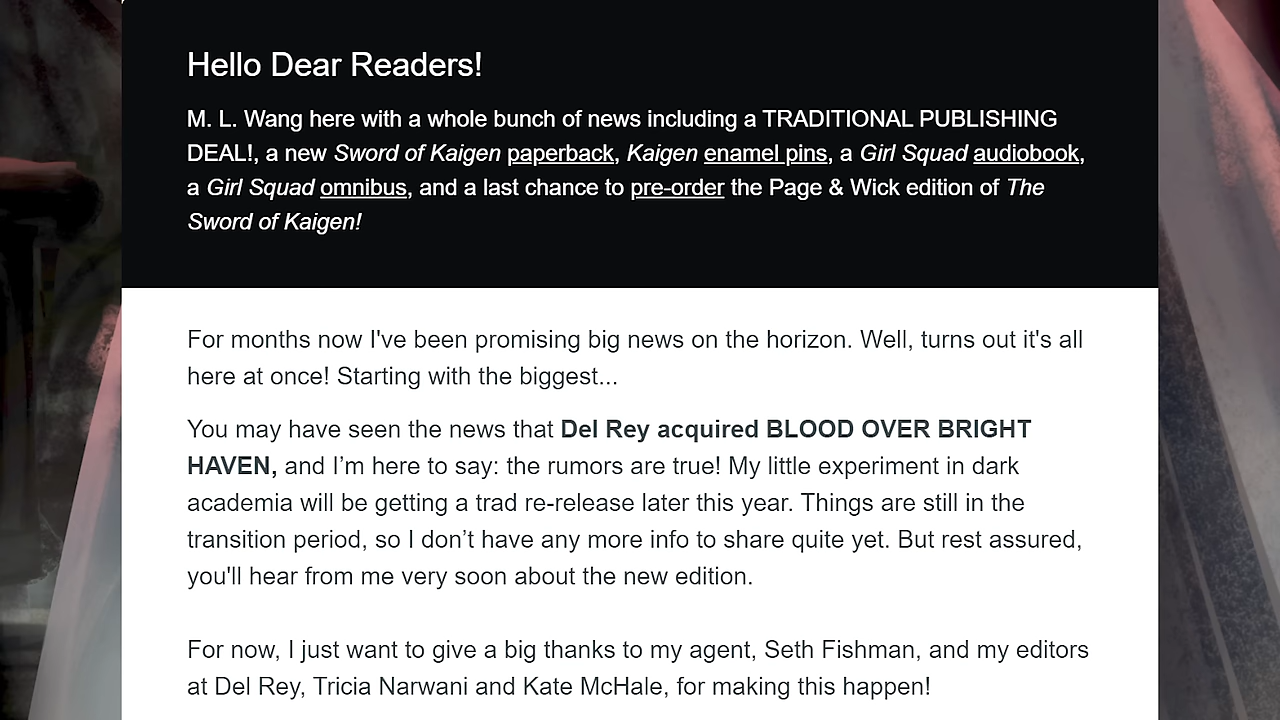 Hello Dear Readers!
M. L. Wang here with a whole bunch of news including a TRADITIONAL PUBLISHING
DEAL!, a new Sword of Kaigen paperback, Kaigen enamel pins, a Girl Squad audiobook,
a Girl Squad omnibus, and a last chance to pre-order the Page & Wick edition of The
Sword of Kaigen!
For months now I've been promising big news on the horizon. Well, turns out it's all
here at once! Starting with the biggest...
You may have seen the news that Del Rey acquired BLOOD OVER BRIGHT
HAVEN, and I’m here to say: the rumors are true! My little experiment in dark
academia will be getting a trad re-release later this year. Things are still in the
transition period, so I don’t have any more info to share quite yet. But rest assured,
you'll hear from me very soon about the new edition.
For now, I just want to give a big thanks to my agent, Seth Fishman, and my editors
at Del Rey, Tricia Narwani and Kate McHale, for making this happen!